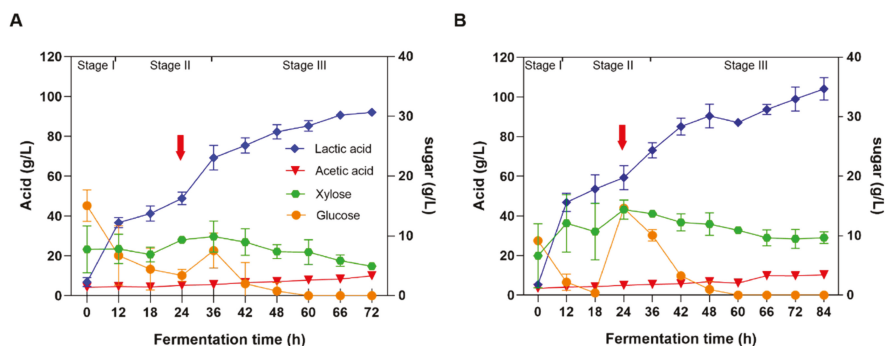 A
B
Stage I
Stage II
Stage III
Stage I
Stage II
Stage III
120
100
80
60
40
20
0
Acid (g/L)
40
30
20
10
0
sugar (g/L)
Lactic acid
Acetic acid
Xylose
Glucose
0 12 18 24 36 42 48 60 66 72
Fermentation time (h)
120
100
80
60
40
20
0
Acid (g/L)
40
30
20
10
0
sugar (g/L)
0 12 18 24 36 42 48 60 66 72 84
Fermentation time (h)